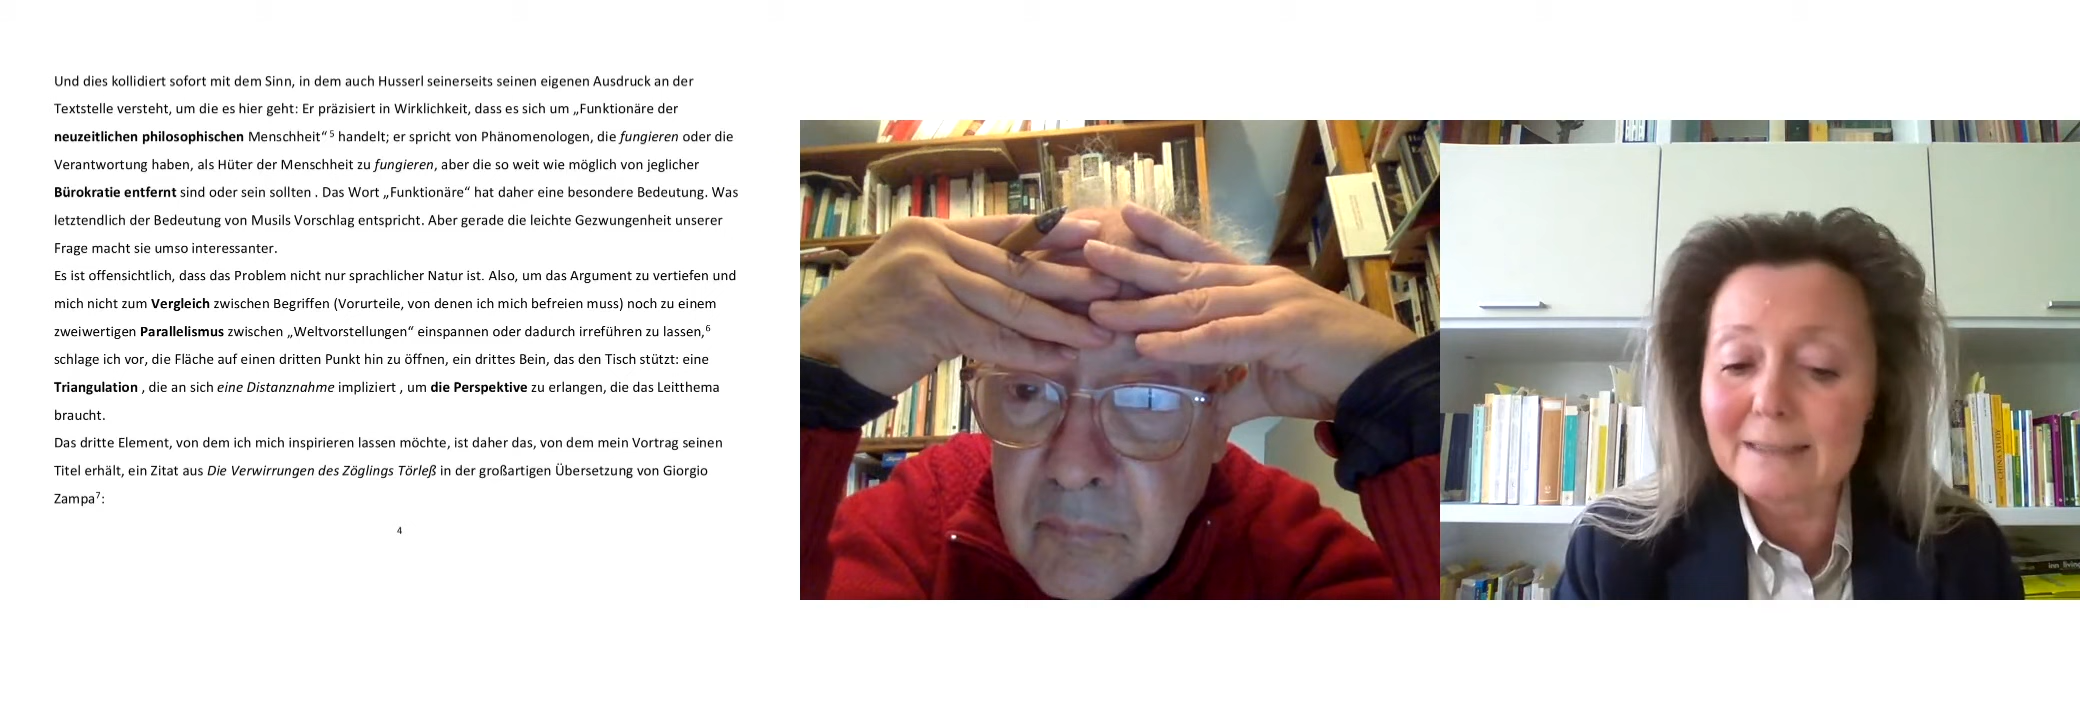 Und dies kollidiert sofort mit dem Sinn, in dem auch Husserl seinerseits seinen eigenen Ausdruck an der
Textstelle versteht, um die es hier geht: Er präzisiert in Wirklichkeit, dass es sich um „Funktionäre der
neuzeitlichen philosophischen Menschheit“ 5 handelt; er spricht von Phänomenologen, die fungieren oder die
Verantwortung haben, als Hüter der Menschheit zu fungieren, aber die so weit wie möglich von jeglicher
Bürokratie entfernt sind oder sein sollten . Das Wort „Funktionäre“ hat daher eine besondere Bedeutung. Was
letztendlich der Bedeutung von Musils Vorschlag entspricht. Aber gerade die leichte Gezwungenheit unserer
Frage macht sie umso interessanter.
Es ist offensichtlich, dass das Problem nicht nur sprachlicher Natur ist. Also, um das Argument zu vertiefen und
mich nicht zum Vergleich zwischen Begriffen (Vorurteile, von denen ich mich befreien muss) noch zu einem
zweiwertigen Parallelismus zwischen „Weltvorstellungen“ einspannen oder dadurch irreführen zu lassen,6
schlage ich vor, die Fläche auf einen dritten Punkt hin zu öffnen, ein drittes Bein, das den Tisch stützt: eine
Triangulation , die an sich eine Distanznahme impliziert , um die Perspektive zu erlangen, die das Leitthema
braucht.
Das dritte Element, von dem ich mich inspirieren lassen möchte, ist daher das, von dem mein Vortrag seinen
Titel erhält, ein Zitat aus Die Verwirrungen des Zöglings Törleß in der großartigen Übersetzung von Giorgio
Zampa7:
4